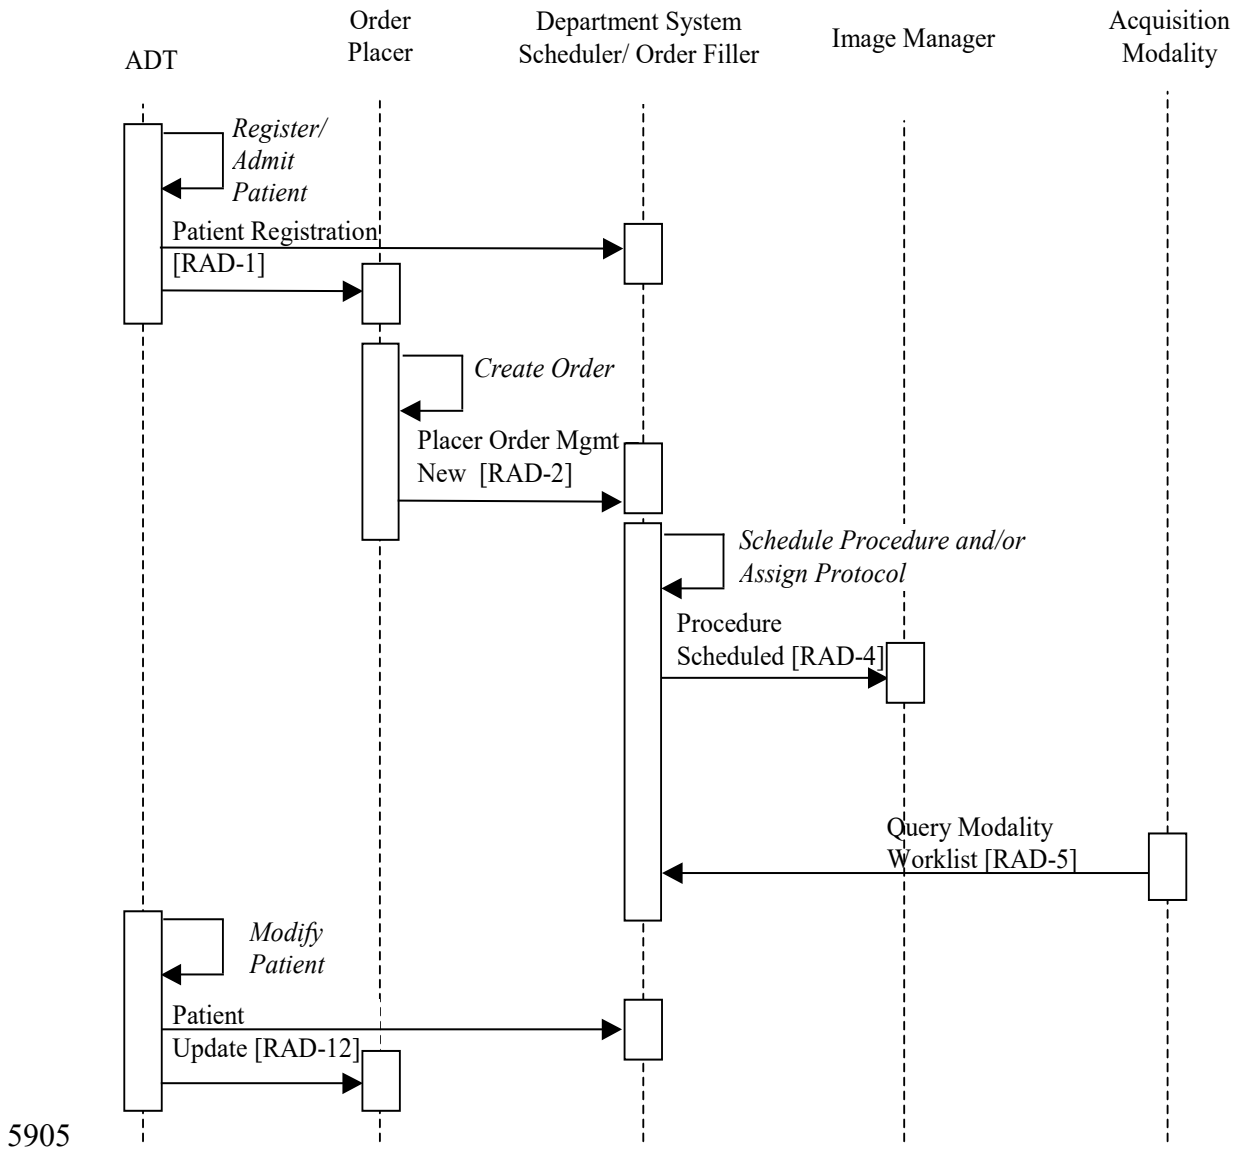 ADT
Order
Placer
Department System
Scheduler/ Order Filler
Image Manager
Acquisition
Modality
Register/
Admit
Patient
Patient Registration
[RAD-1]
Create Order
Placer Order Mgmt
New [RAD-2]
Schedule Procedure and/or
Assign Protocol
Procedure
Scheduled [RAD-4]
Query Modality
Worklist [RAD-5]
Modify
Patient
Patient
Update [RAD-12]
5905